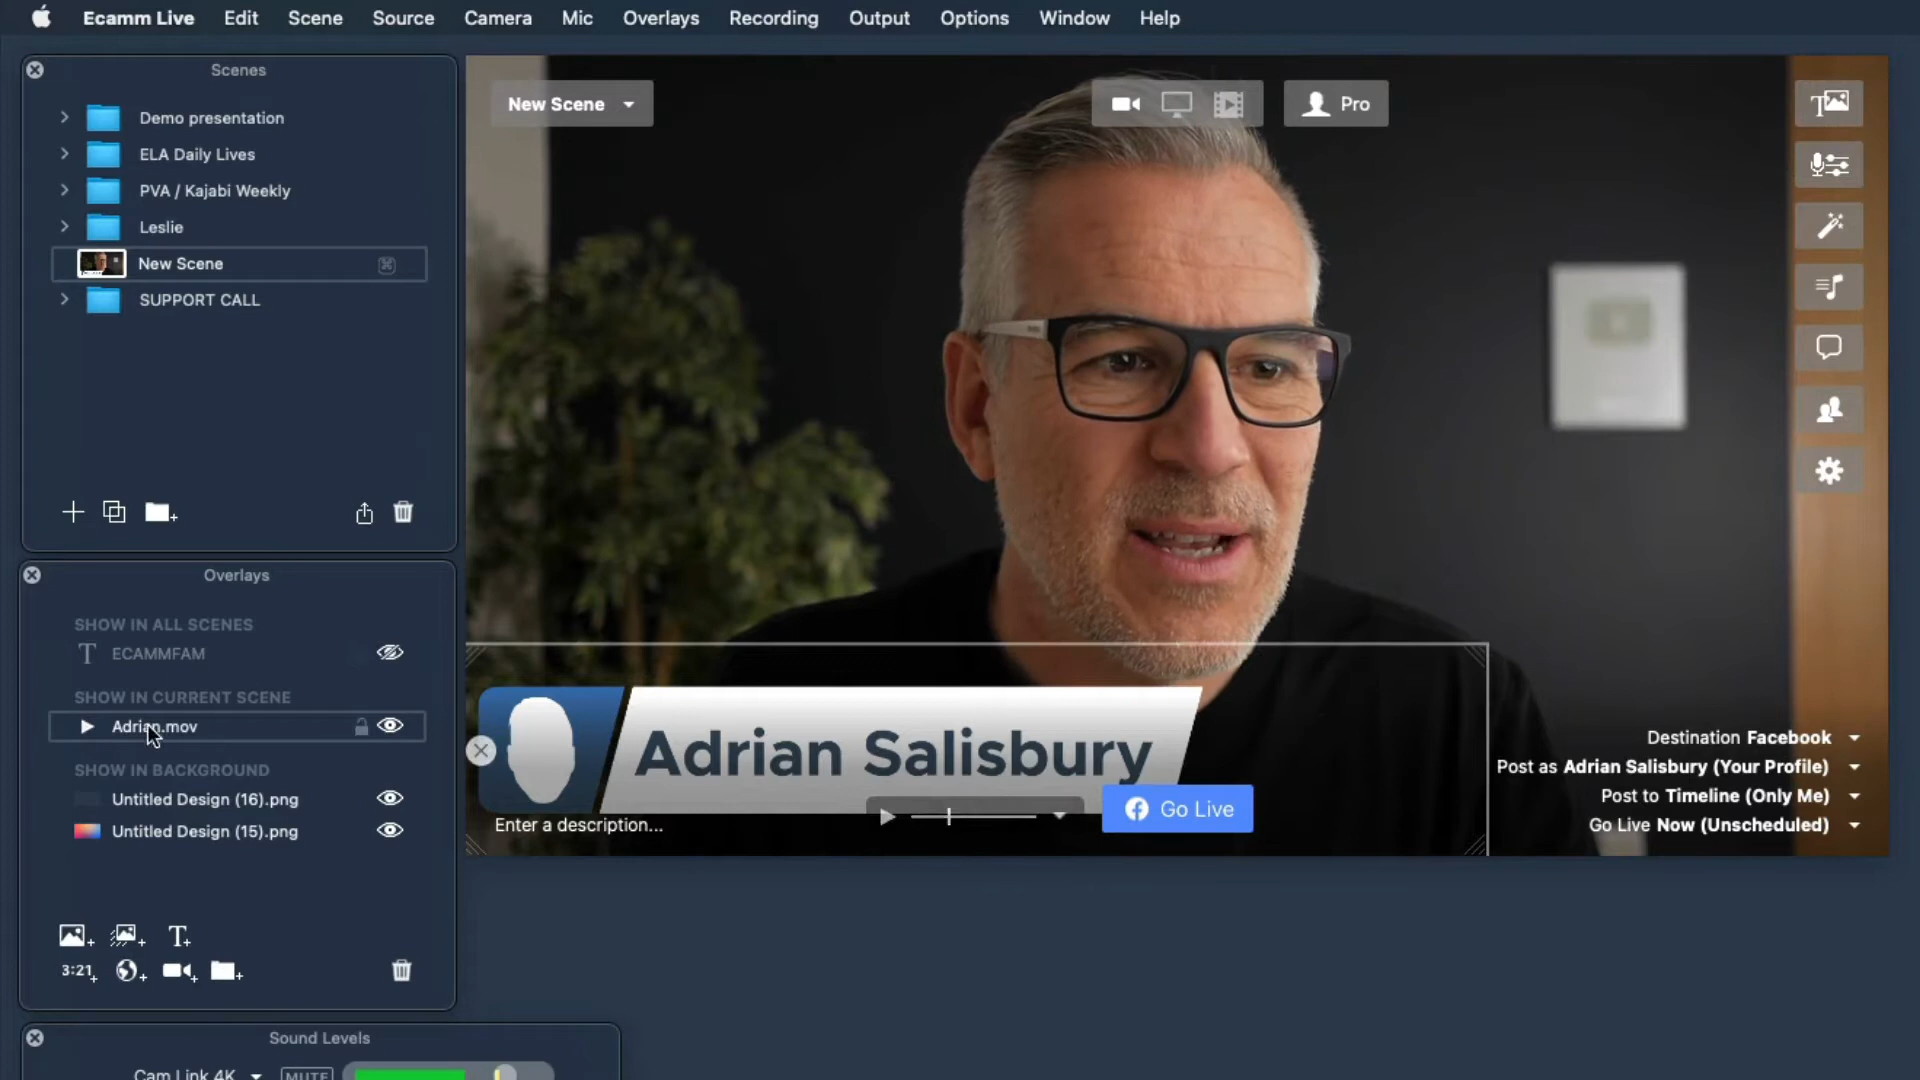 Ecamm Live Edit Scene Source Camera Mic Overlays Recording Output Options Window Help
Scenes
Demo presentation
ELA Daily Lives
PVA / Kajabi Weekly
Leslie
New Scene
SUPPORT CALL
Overlays
SHOW IN ALL SCENES
T ECAMMFAM
SHOW IN CURRENT SCENE
Adrian.mov
SHOW IN BACKGROUND
Untitled Design (16).png
Untitled Design (15).png
T+
3:21+
Sound Levels
Cam Link 4K MUTE
New Scene
Pro
Adrian Salisbury
Enter a description...
Go Live
Destination Facebook
Post as Adrian Salisbury (Your Profile)
Post to Timeline (Only Me)
Go Live Now (Unscheduled)